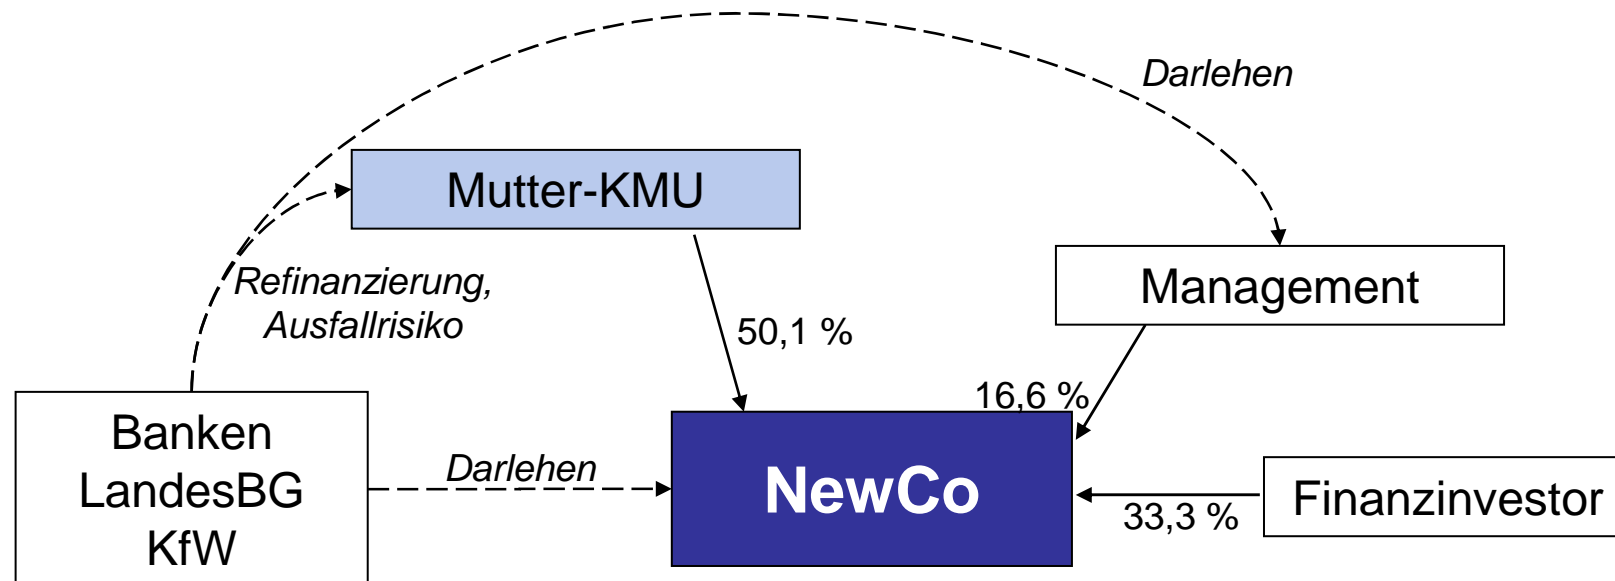 Darlehen
Mutter-KMU
Refinanzierung,
Ausfallrisiko
Management
50,1 %
16,6 %
Banken
LandesBG
KfW
Darlehen
NewCo
Finanzinvestor
33,3 %